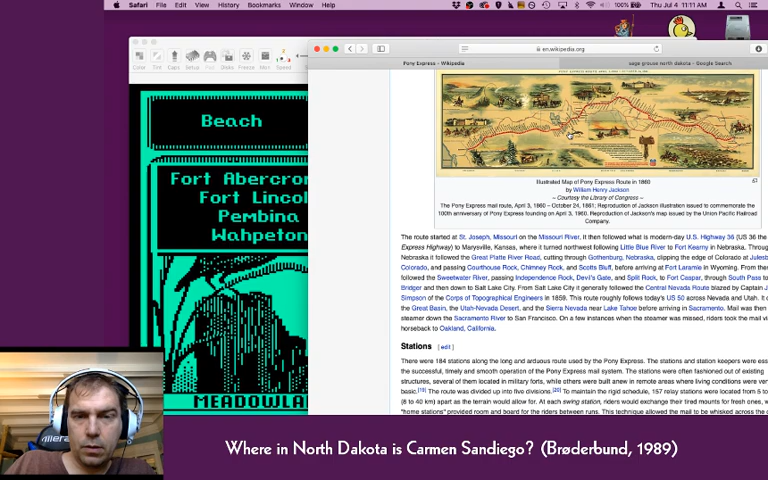 Safari File Edit View History Bookmarks Window Help
100% Thu Jul 4 11:11 AM
en.wikipedia.org
Pony Express – Wikipedia
sage grouse north dakota - Google Search
Beach
Fort Abercrom
Fort Lincol
Pembina
Wahpeton
MEADOWLA
Illustrated Map of Pony Express Route in 1860
by William Henry Jackson
~ Courtesy the Library of Congress ~
The Pony Express mail route, April 3, 1860 – October 24, 1861; Reproduction of Jackson illustration issued to commemorate the
100th anniversary of Pony Express founding on April 3, 1960. Reproduction of Jackson's map issued by the Union Pacific Railroad
Company.
The route started at St. Joseph, Missouri on the Missouri River. It then followed what is modern-day U.S. Highway 36 (US 36 the
Express Highway) to Marysville, Kansas, where it turned northwest following Little Blue River to Fort Kearny in Nebraska. Throug
Nebraska it followed the Great Platte River Road, cutting through Gothenburg, Nebraska, clipping the edge of Colorado at Julesb
Colorado, and passing Courthouse Rock, Chimney Rock, and Scotts Bluff, before arriving at Fort Laramie in Wyoming. From there
followed the Sweetwater River, passing Independence Rock, Devil's Gate, and Split Rock, to Fort Caspar, through South Pass to
Bridger and then down to Salt Lake City. From Salt Lake City it generally followed the Central Nevada Route blazed by Captain J
Simpson of the Corps of Topographical Engineers in 1859. This route roughly follows today's US 50 across Nevada and Utah. It c
the Great Basin, the Utah-Nevada Desert, and the Sierra Nevada near Lake Tahoe before arriving in Sacramento. Mail was then
steamer down the Sacramento River to San Francisco. On a few instances when the steamer was missed, riders took the mail via
horseback to Oakland, California.
Stations [ edit ]
There were 184 stations along the long and arduous route used by the Pony Express. The stations and station keepers were ess
the successful, timely and smooth operation of the Pony Express mail system. The stations were often fashioned out of existing
structures, several of them located in military forts, while others were built anew in remote areas where living conditions were ver
basic.[19] The route was divided up into five divisions.[20] To maintain the rigid schedule, 157 relay stations were located from 5 to
(8 to 40 km) apart as the terrain would allow for. At each swing station, riders would exchange their tired mounts for fresh ones, w
"home stations" provided room and board for the riders between runs. This technique allowed the mail to be whisked across the c
Where in North Dakota is Carmen Sandiego? (Brøderbund, 1989)